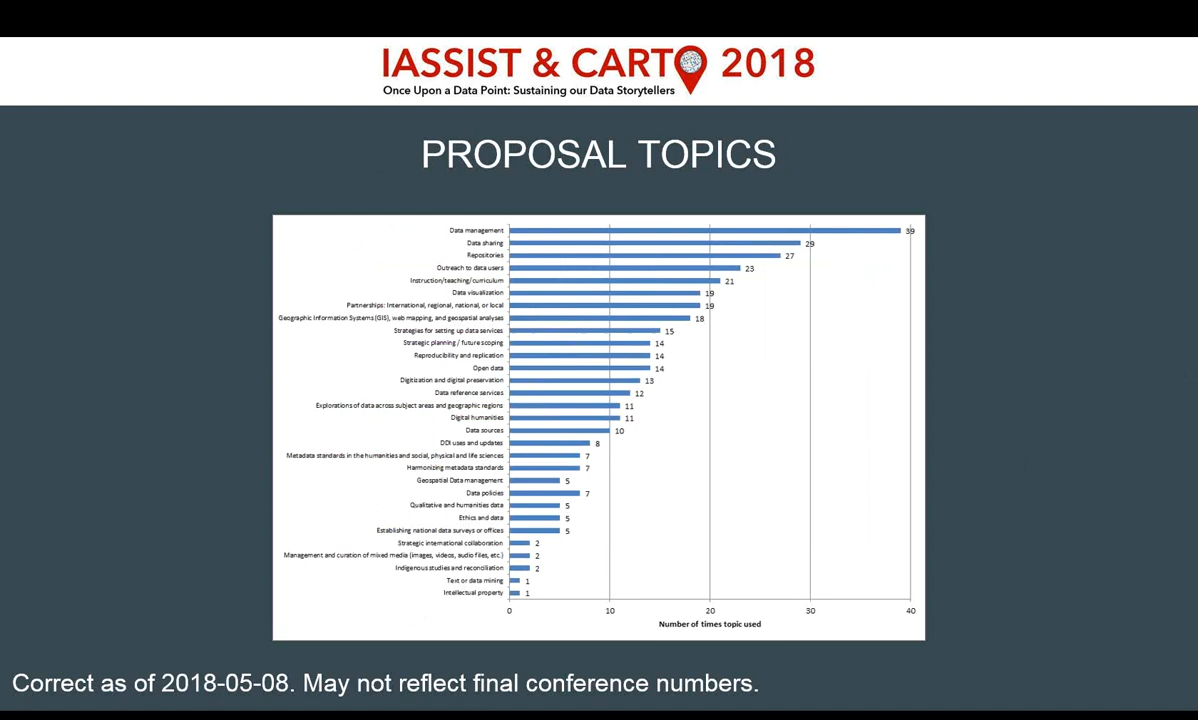 IASSIST & CARTO 2018
Once Upon a Data Point: Sustaining our Data Storytellers
PROPOSAL TOPICS
Data management 39
Data sharing 29
Repositories 27
Outreach to data users 23
Instruction/teaching/curriculum 21
Data visualization 19
Partnerships: International, regional, national, or local 19
Geographic Information Systems (GIS), web mapping, and geospatial analyses 18
Strategies for setting up data services 15
Strategic planning / future scoping 14
Reproducibility and replication 14
Open data 14
Digitization and digital preservation 13
Data reference services 12
Explorations of data across subject areas and geographic regions 11
Digital humanities 11
Data sources 10
DDI uses and updates 8
Metadata standards in the humanities and social, physical and life sciences 7
Harmonizing metadata standards 7
Geospatial Data management 5
Data policies 7
Qualitative and humanities data 5
Ethics and data 5
Establishing national data surveys or offices 5
Strategic international collaboration 2
Management and curation of mixed media (images, videos, audio files, etc.) 2
Indigenous studies and reconciliation 2
Text or data mining 1
Intellectual property 1
0 10 20 30 40
Number of times topic used
Correct as of 2018-05-08. May not reflect final conference numbers.